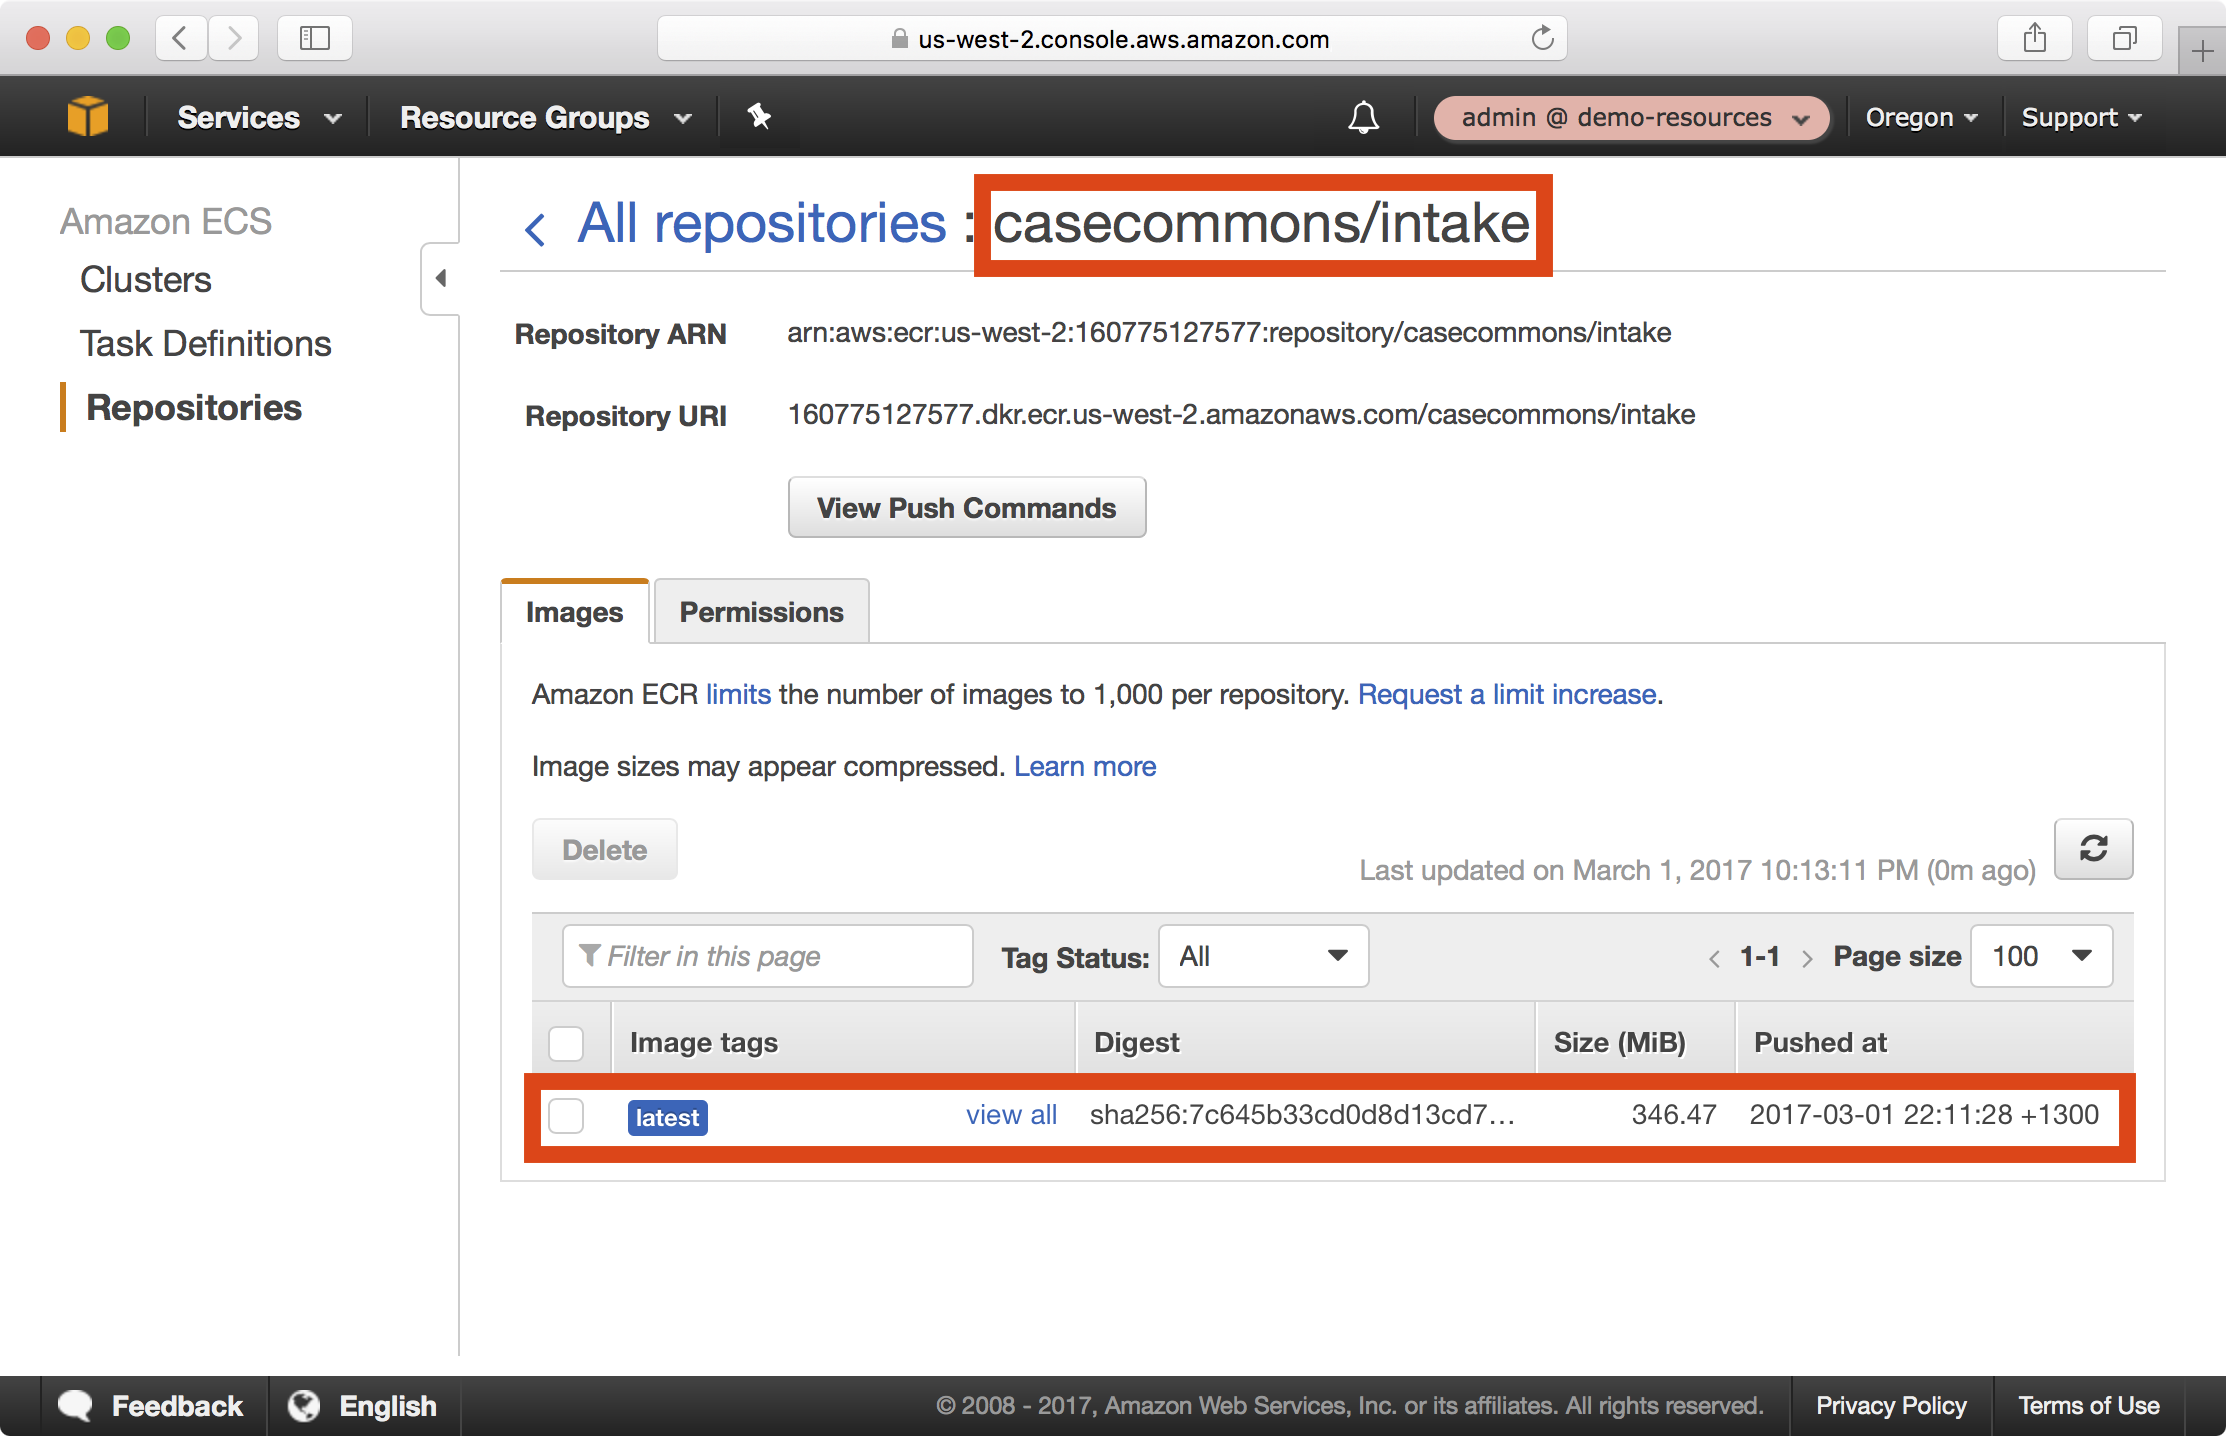 us-west-2.console.aws.amazon.com
Services Resource Groups admin @ demo-resources Oregon Support
Amazon ECS
Clusters
Task Definitions
Repositories
All repositories : casecommons/intake
Repository ARN arn:aws:ecr:us-west-2:160775127577:repository/casecommons/intake
Repository URI 160775127577.dkr.ecr.us-west-2.amazonaws.com/casecommons/intake
View Push Commands
Images Permissions
Amazon ECR limits the number of images to 1,000 per repository. Request a limit increase.
Image sizes may appear compressed. Learn more
Delete
Last updated on March 1, 2017 10:13:11 PM (0m ago)
Filter in this page Tag Status: All < 1-1 > Page size 100
Image tags Digest Size (MiB) Pushed at
latest view all sha256:7c645b33cd0d8d13cd7... 346.47 2017-03-01 22:11:28 +1300
Feedback English © 2008 - 2017, Amazon Web Services, Inc. or its affiliates. All rights reserved. Privacy Policy Terms of Use